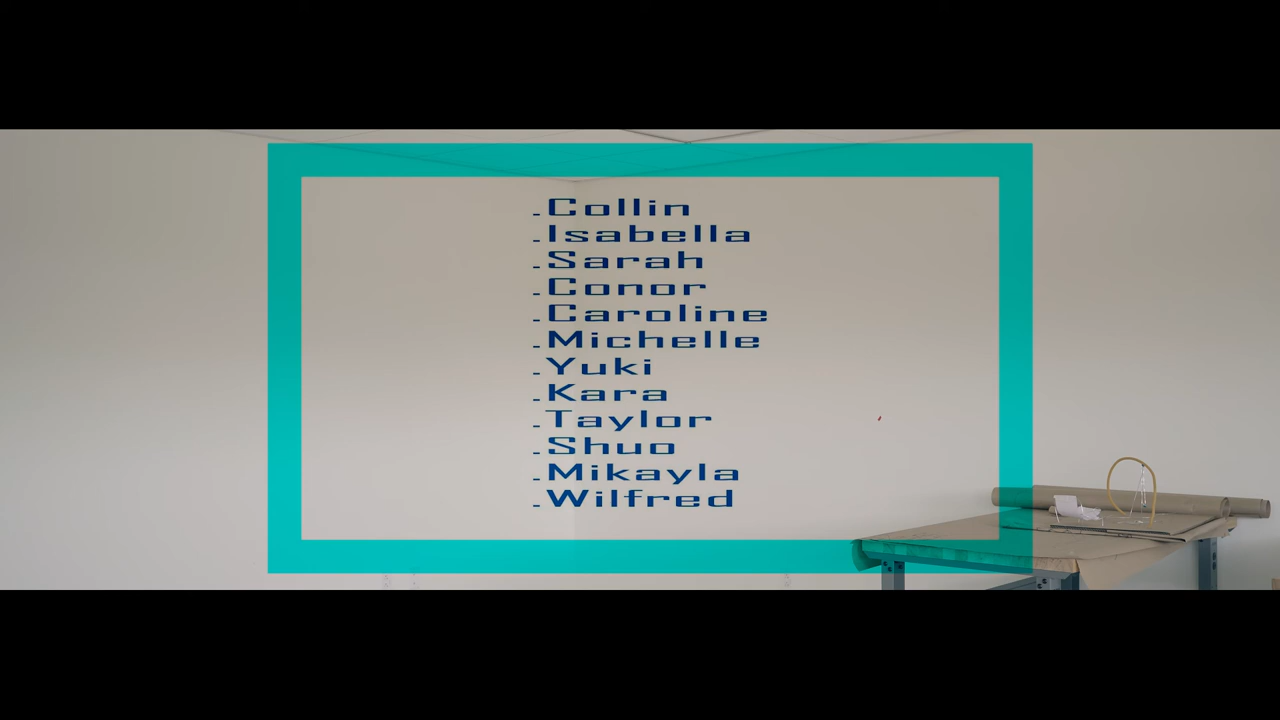 .Collin
.Isabella
.Sarah
.Conor
.Caroline
.Michelle
.Yuki
.Kara
.Taylor
.Shuo
.Mikayla
.Wilfred